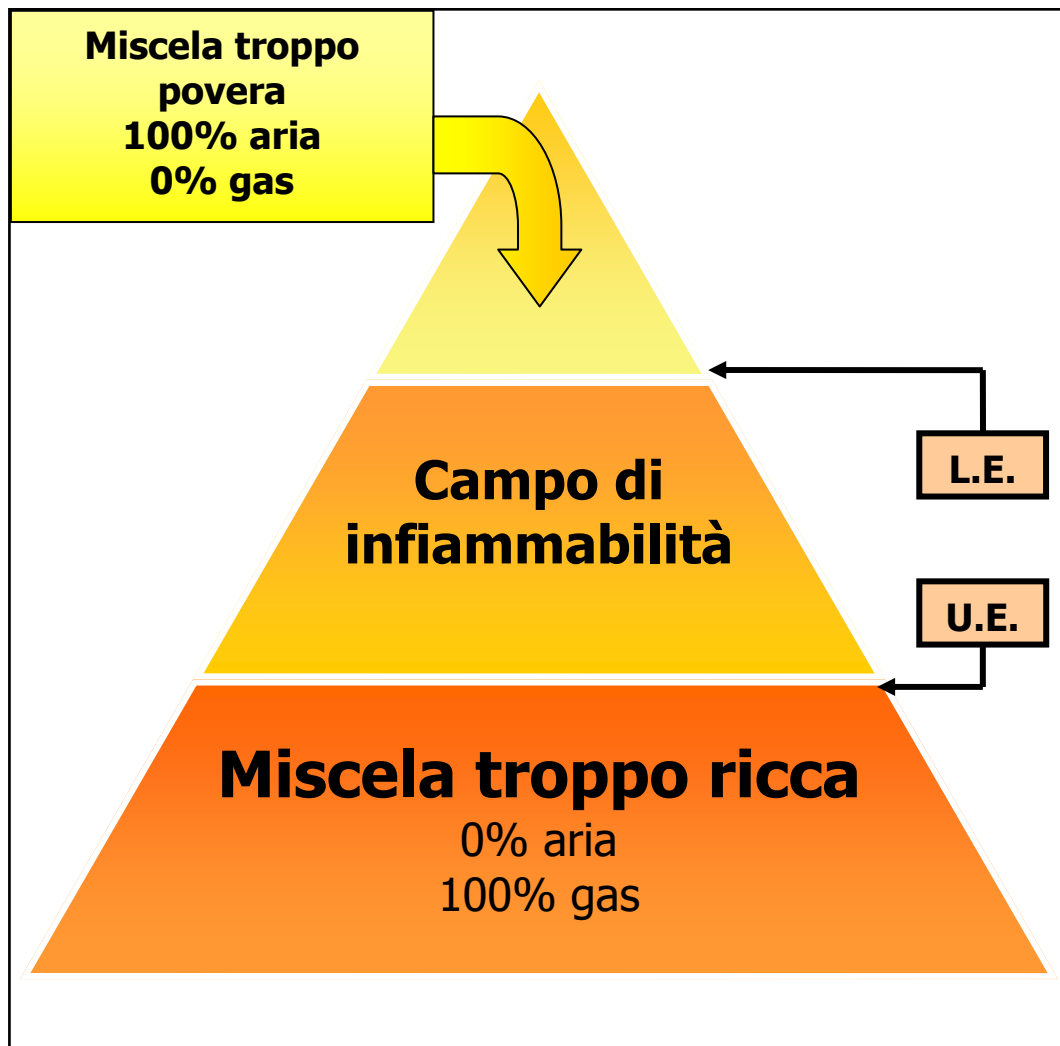 Miscela troppo
povera
100% aria
0% gas
Campo di
infiammabilità
L.E.
U.E.
Miscela troppo ricca
0% aria
100% gas